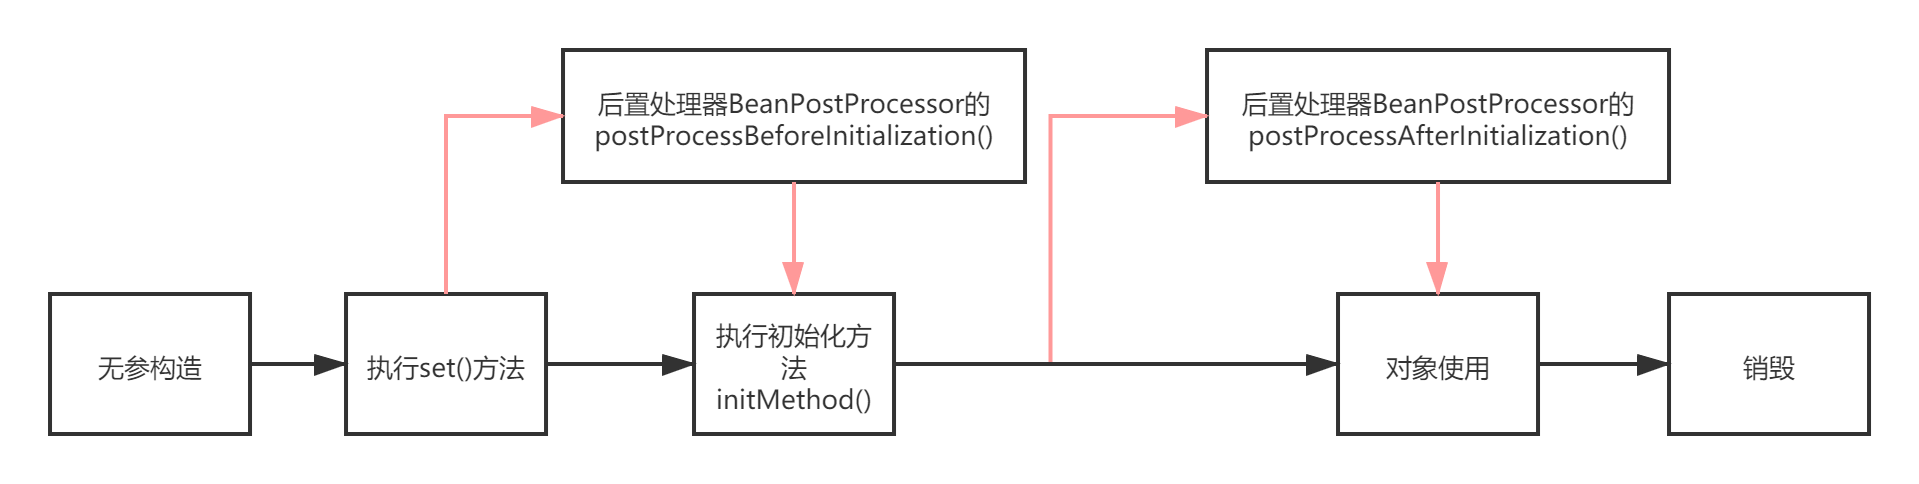 后置处理器BeanPostProcessor的
postProcessBeforeInitialization()
后置处理器BeanPostProcessor的
postProcessAfterInitialization()
无参构造
执行set()方法
执行初始化方
法
initMethod()
对象使用
销毁